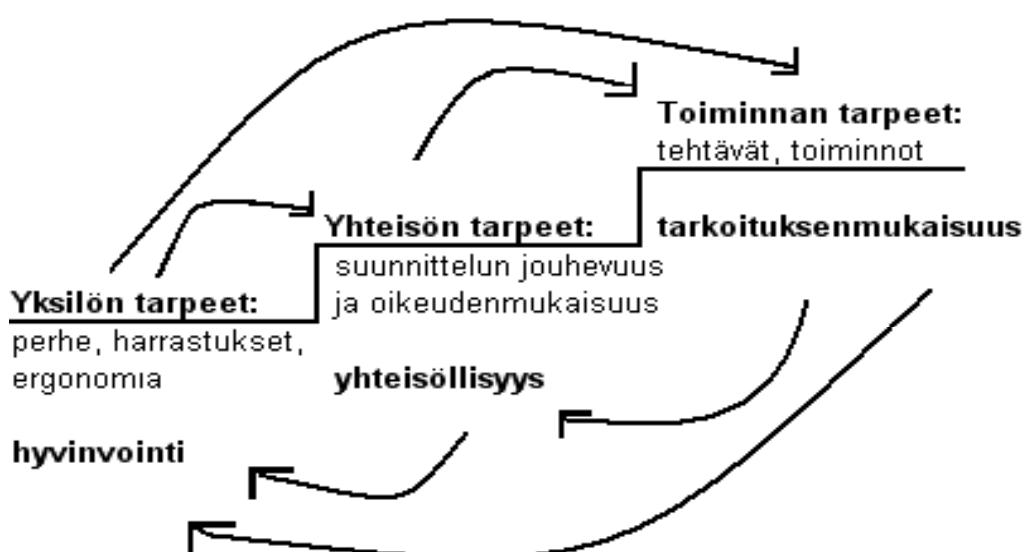 Toiminnan tarpeet:
tehtävät, toiminnot
tarkoituksenmukaisuus
Yhteisön tarpeet:
suunnittelun jouhevuus
ja oikeudenmukaisuus
yhteisöllisyys
Yksilön tarpeet:
perhe, harrastukset,
ergonomia
hyvinvointi